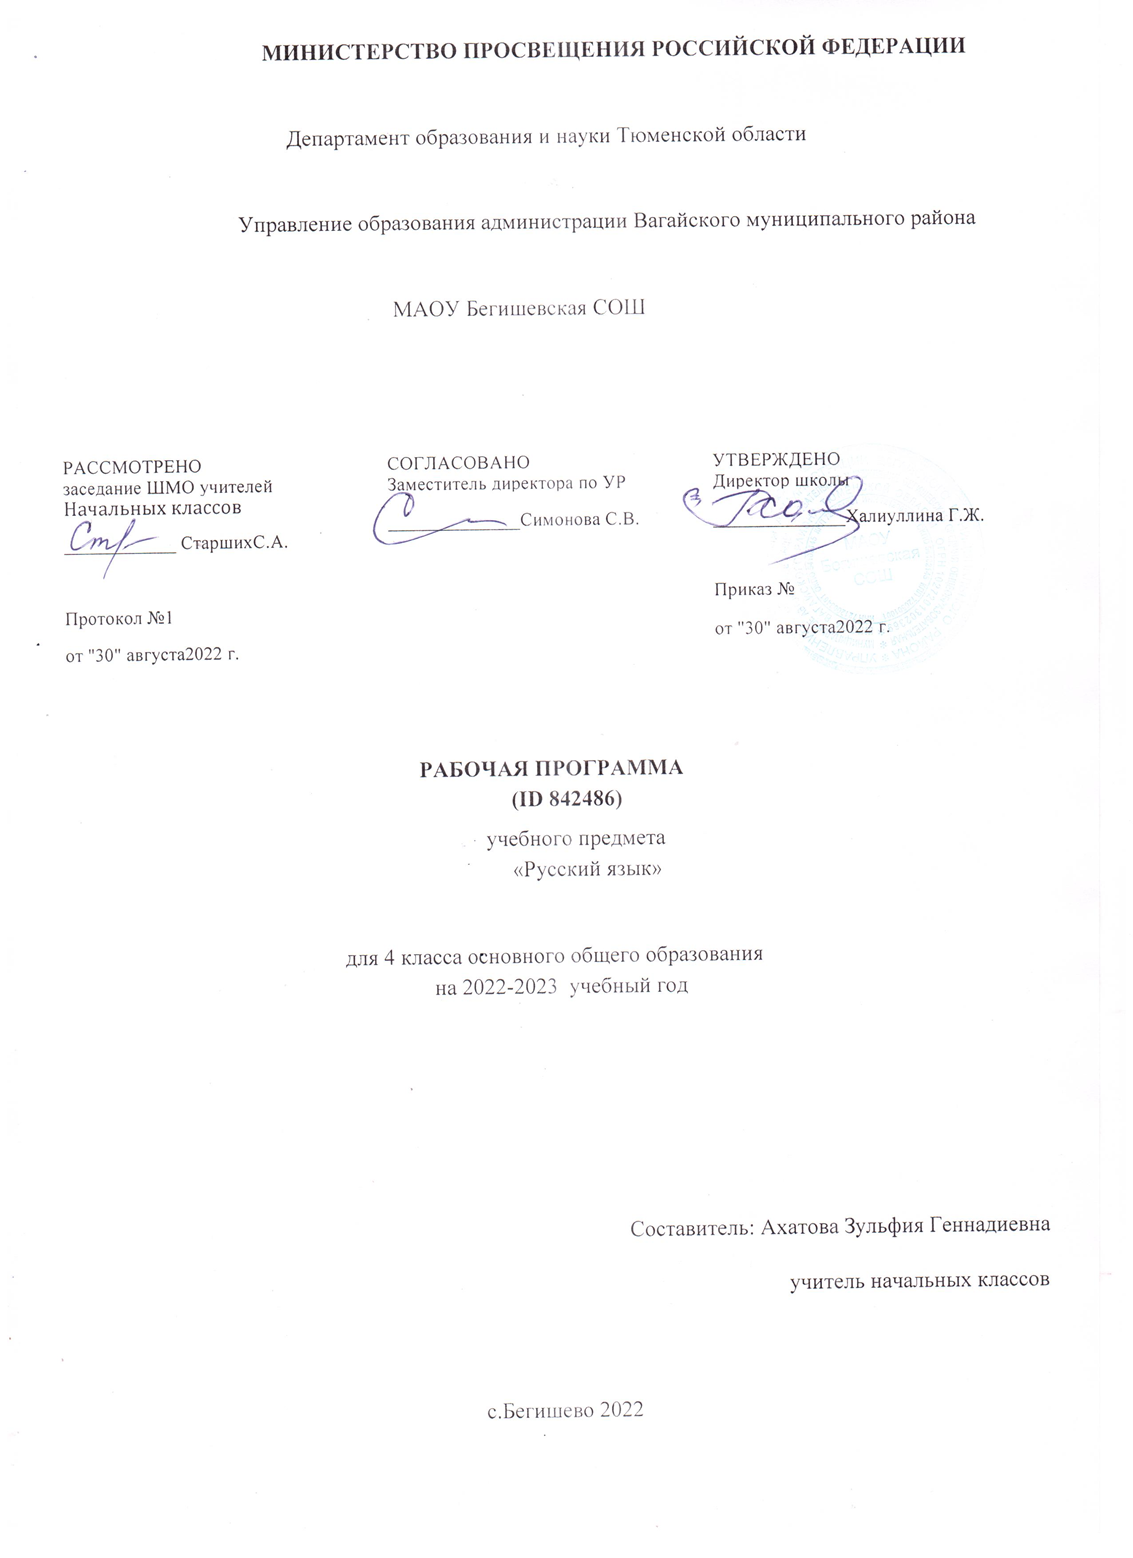 МИНИСТЕРСТВО ПРОСВЕЩЕНИЯ РОССИЙСКОЙ ФЕДЕРАЦИИ
Департамент образования и науки Тюменской области
Управление образования администрации Вагайского муниципального района
МАОУ Бегишевская СОШ
РАССМОТРЕНО
заседание ШМО учителей
Начальных классов
СтаршихС.А.
Протокол №1
от "30" августа2022 г.
СОГЛАСОВАНО
Заместитель директора по УР
Симонова С.В.
УТВЕРЖДЕНО
Директор школы
Халиуллина Г.Ж.
Приказ №
от "30" августа2022 г.
МАОУ
СОШ
РАБОЧАЯ ПРОГРАММА
(ID 842486)
учебного предмета
«Русский язык»
для 4 класса основного общего образования
на 2022-2023 учебный год
Составитель: Ахатова Зульфия Геннадиевна
учитель начальных классов
с.Бегишево 2022